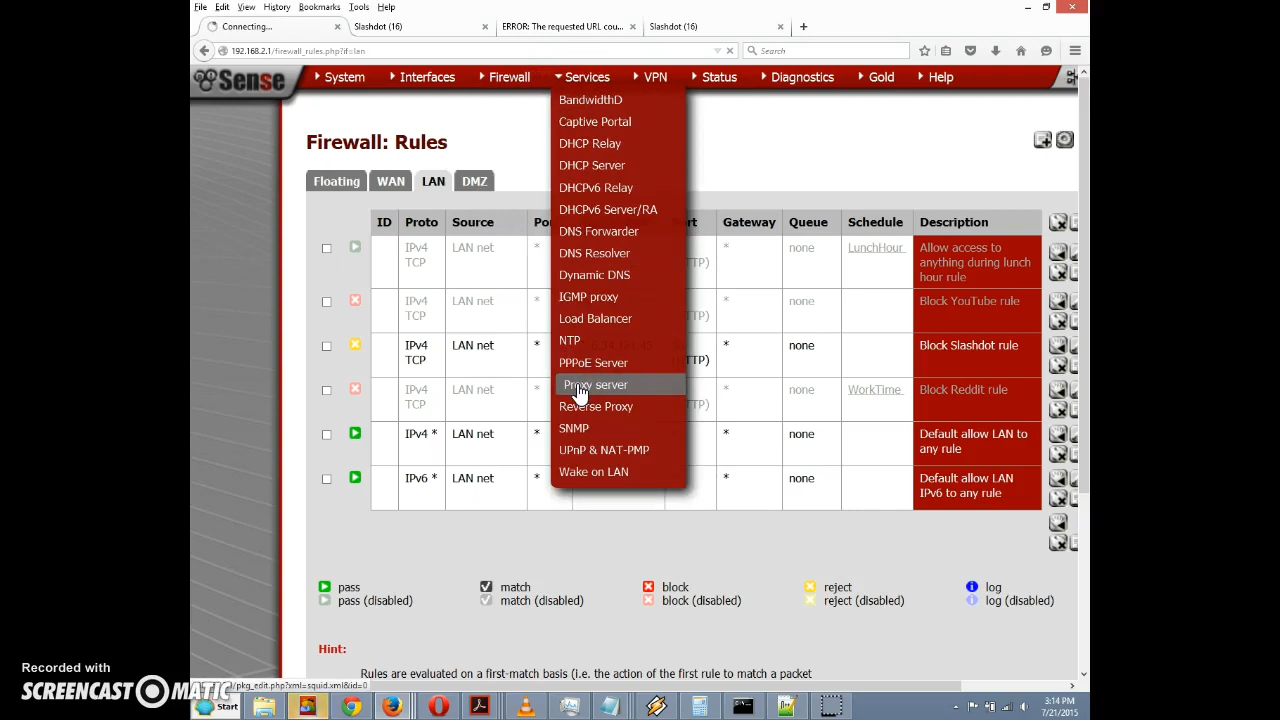 File Edit View History Bookmarks Tools Help
Connecting... Slashdot (16) ERROR: The requested URL cou... Slashdot (16)
192.168.2.1/firewall_rules.php?if=lan Search
Sense System Interfaces Firewall Services VPN Status Diagnostics Gold Help
BandwidthD
Captive Portal
DHCP Relay
DHCP Server
DHCPv6 Relay
DHCPv6 Server/RA
DNS Forwarder
DNS Resolver
Dynamic DNS
IGMP proxy
Load Balancer
NTP
PPPoE Server
Proxy server
Reverse Proxy
SNMP
UPnP & NAT-PMP
Wake on LAN
Firewall: Rules
Floating WAN LAN DMZ
ID Proto Source Gateway Queue Schedule Description
IPv4 TCP LAN net * * none LunchHour Allow access to anything during lunch hour rule
IPv4 TCP LAN net * * none Block YouTube rule
IPv4 TCP LAN net * * none Block Slashdot rule
IPv4 TCP LAN net * * none WorkTime Block Reddit rule
IPv4 * LAN net * * none Default allow LAN to any rule
IPv6 * LAN net * * none Default allow LAN IPv6 to any rule
pass match block reject log
pass (disabled) match (disabled) block (disabled) reject (disabled) log (disabled)
Hint:
Rules are evaluated on a first-match basis (i.e. the action of the first rule to match a packet
Recorded with
SCREENCAST MATIC
/pkg_edit.php?xml=squid.xml&id=0
Start
3:14 PM
7/21/2015